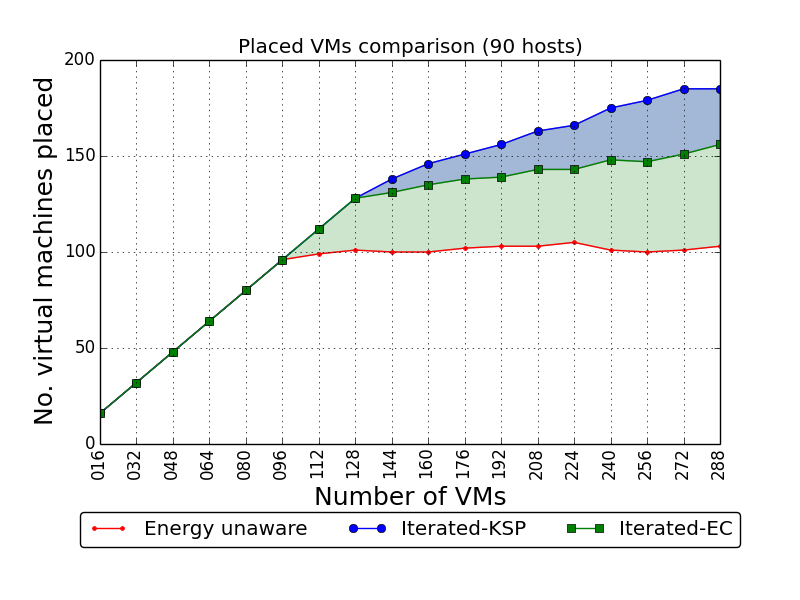 Placed VMs comparison (90 hosts)
No. virtual machines placed
200
150
100
50
0
016 032 048 064 080 096 112 128 144 160 176 192 208 224 240 256 272 288
Number of VMs
Energy unaware Iterated-KSP Iterated-EC